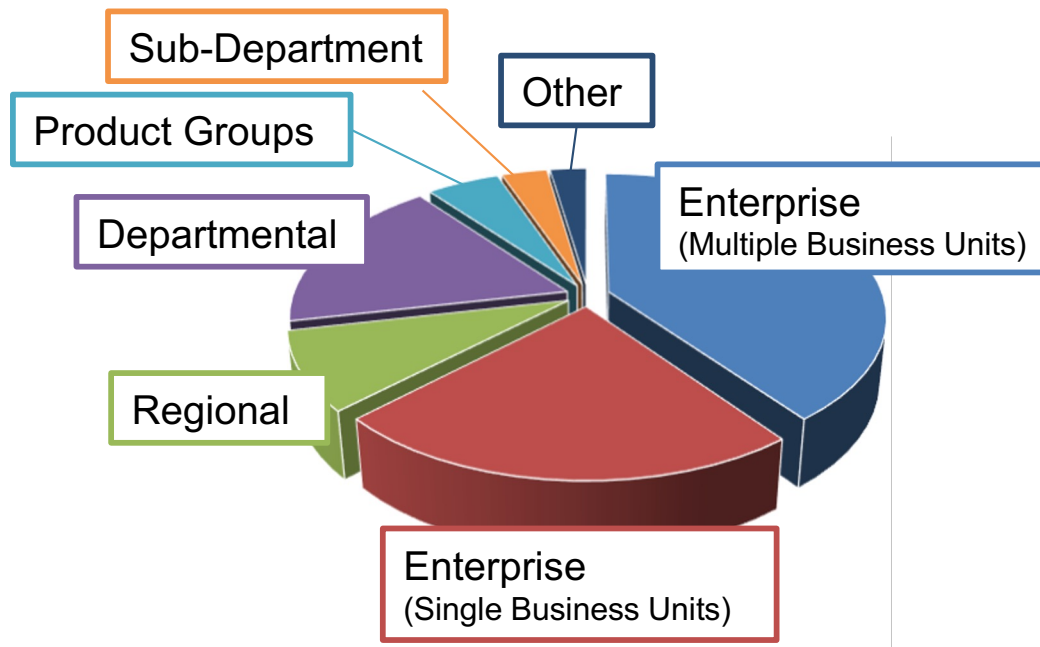 Sub-Department
Other
Product Groups
Enterprise
(Multiple Business Units)
Departmental
Regional
Enterprise
(Single Business Units)